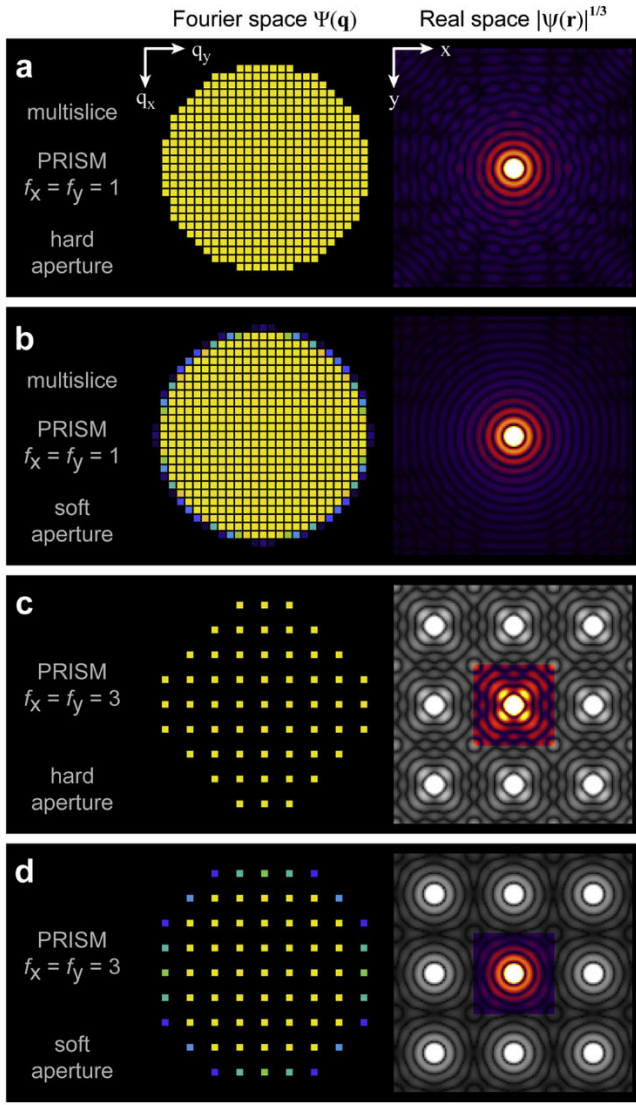 Fourier space Ψ(q)
Real space |ψ(r)|^1/3
a
q_y
q_x
x
y
multislice
PRISM
f_x = f_y = 1
hard
aperture
b
multislice
PRISM
f_x = f_y = 1
soft
aperture
c
PRISM
f_x = f_y = 3
hard
aperture
d
PRISM
f_x = f_y = 3
soft
aperture